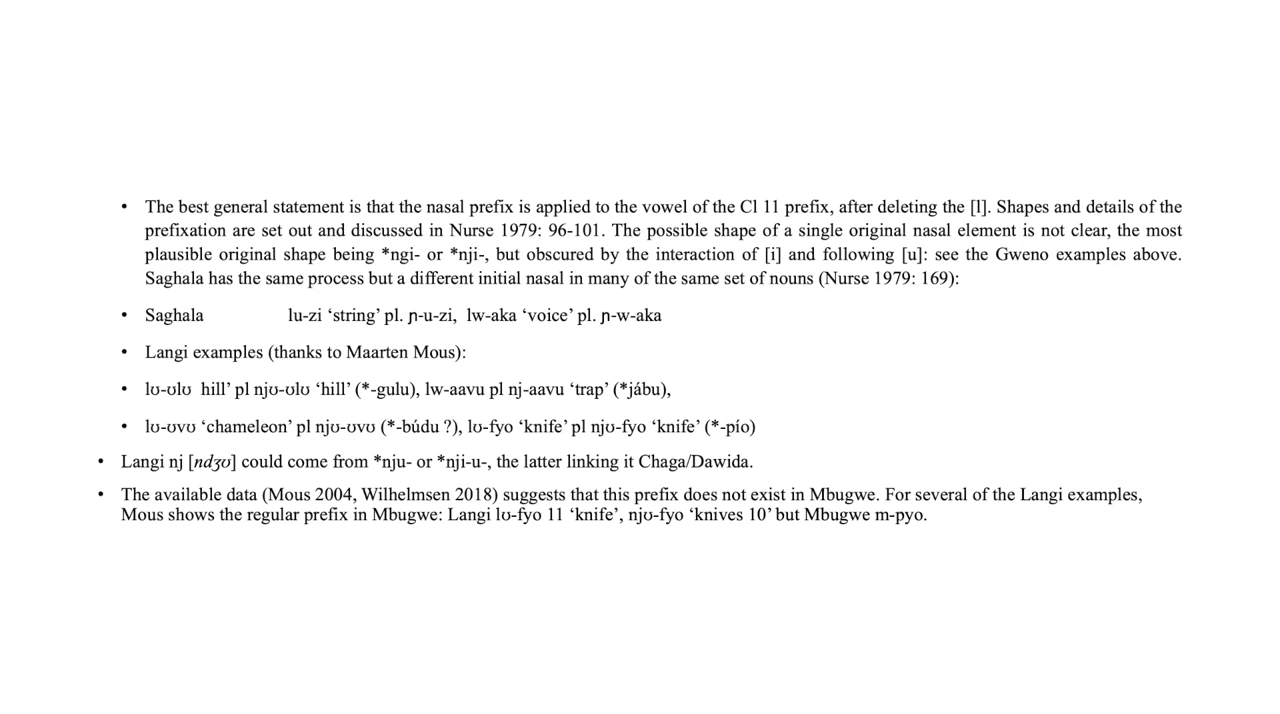 • The best general statement is that the nasal prefix is applied to the vowel of the Cl 11 prefix, after deleting the [l]. Shapes and details of the
prefixation are set out and discussed in Nurse 1979: 96-101. The possible shape of a single original nasal element is not clear, the most
plausible original shape being *ngi- or *nji-, but obscured by the interaction of [i] and following [u]: see the Gweno examples above.
Saghala has the same process but a different initial nasal in many of the same set of nouns (Nurse 1979: 169):
• Saghala lu-zi ‘string’ pl. ɲ-u-zi, lw-aka ‘voice’ pl. ɲ-w-aka
• Langi examples (thanks to Maarten Mous):
• lʊ-ʊlʊ hill’ pl njʊ-ʊlʊ ‘hill’ (*-gulu), lw-aavu pl nj-aavu ‘trap’ (*jábu),
• lʊ-ʊvʊ ‘chameleon’ pl njʊ-ʊvʊ (*-búdu ?), lʊ-fyo ‘knife’ pl njʊ-fyo ‘knife’ (*-pío)
• Langi nj [ndʒʊ] could come from *nju- or *nji-u-, the latter linking it Chaga/Dawida.
• The available data (Mous 2004, Wilhelmsen 2018) suggests that this prefix does not exist in Mbugwe. For several of the Langi examples,
Mous shows the regular prefix in Mbugwe: Langi lʊ-fyo 11 ‘knife’, njʊ-fyo ‘knives 10’ but Mbugwe m-pyo.